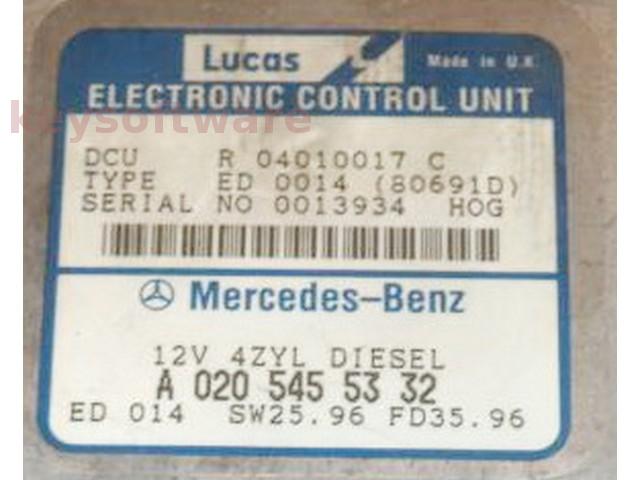 Lucas Made in U.K
ELECTRONIC CONTROL UNIT
keysoftware
DCU R 04010017 C
TYPE ED 0014 (80691D)
SERIAL NO 0013934 HOG
Mercedes-Benz
12V 4ZYL DIESEL
A 020 545 53 32
ED 014 SW25.96 FD35.96